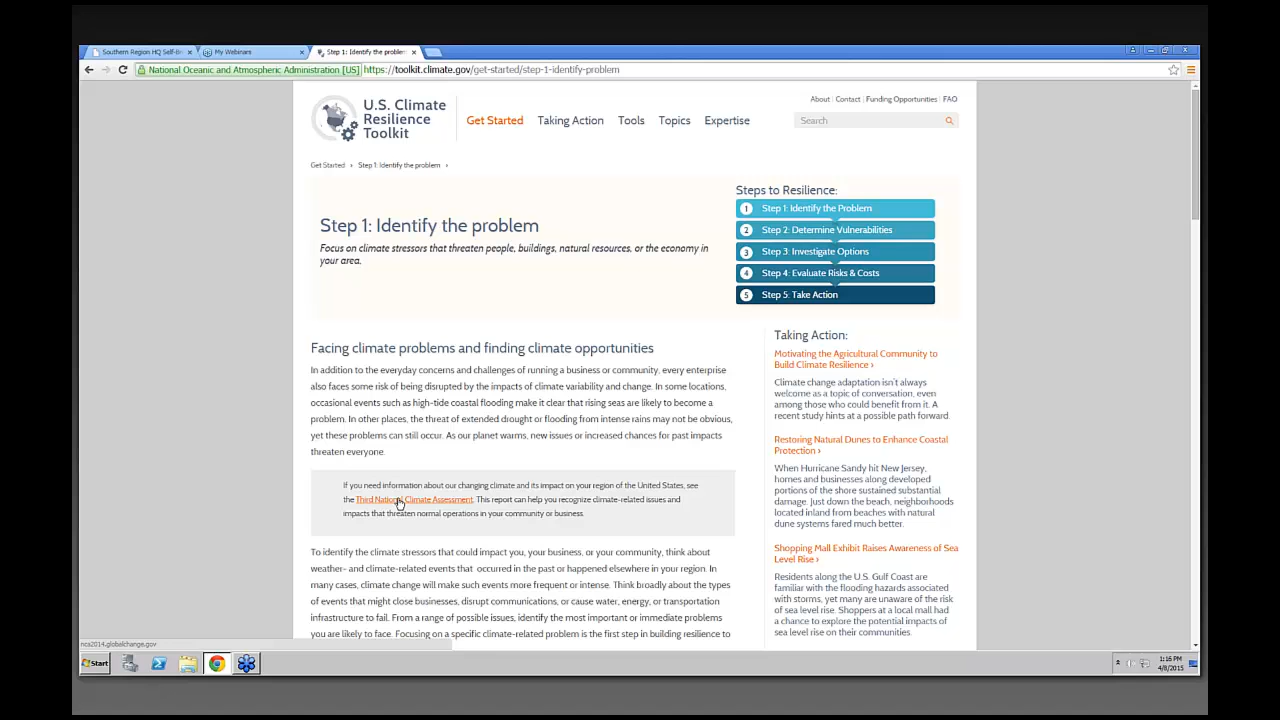 Southern Region HQ Self-Br
My Webinars
Step 1: Identify the problem
National Oceanic and Atmospheric Administration [US]
https://toolkit.climate.gov/get-started/step-1-identify-problem
About | Contact | Funding Opportunities | FAQ
U.S. Climate
Resilience
Toolkit
Get Started
Taking Action
Tools
Topics
Expertise
Search
Get Started › Step 1: Identify the problem ›
Step 1: Identify the problem
Focus on climate stressors that threaten people, buildings, natural resources, or the economy in
your area.
Steps to Resilience:
1 Step 1: Identify the Problem
2 Step 2: Determine Vulnerabilities
3 Step 3: Investigate Options
4 Step 4: Evaluate Risks & Costs
5 Step 5: Take Action
Facing climate problems and finding climate opportunities
In addition to the everyday concerns and challenges of running a business or community, every enterprise
also faces some risk of being disrupted by the impacts of climate variability and change. In some locations,
occasional events such as high-tide coastal flooding make it clear that rising seas are likely to become a
problem. In other places, the threat of extended drought or flooding from intense rains may not be obvious,
yet these problems can still occur. As our planet warms, new issues or increased chances for past impacts
threaten everyone.
If you need information about our changing climate and its impact on your region of the United States, see
the Third National Climate Assessment. This report can help you recognize climate-related issues and
impacts that threaten normal operations in your community or business.
To identify the climate stressors that could impact you, your business, or your community, think about
weather- and climate-related events that occurred in the past or happened elsewhere in your region. In
many cases, climate change will make such events more frequent or intense. Think broadly about the types
of events that might close businesses, disrupt communications, or cause water, energy, or transportation
infrastructure to fail. From a range of possible issues, identify the most important or immediate problems
you are likely to face. Focusing on a specific climate-related problem is the first step in building resilience to
Taking Action:
Motivating the Agricultural Community to
Build Climate Resilience ›
Climate change adaptation isn't always
welcome as a topic of conversation, even
among those who could benefit from it. A
recent study hints at a possible path forward.
Restoring Natural Dunes to Enhance Coastal
Protection ›
When Hurricane Sandy hit New Jersey,
homes and businesses along developed
portions of the shore sustained substantial
damage. Just down the beach, neighborhoods
located inland from beaches with natural
dune systems fared much better.
Shopping Mall Exhibit Raises Awareness of Sea
Level Rise ›
Residents along the U.S. Gulf Coast are
familiar with the flooding hazards associated
with storms, yet many are unaware of the risk
of sea level rise. Shoppers at a local mall had
a chance to explore the potential impacts of
sea level rise on their communities.
nca2014.globalchange.gov
Start
1:16 PM
4/8/2015